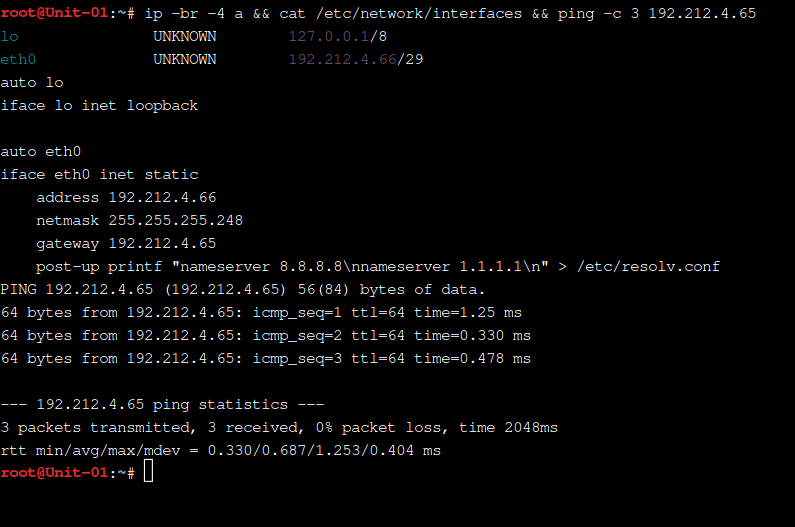 root@Unit-01:~# ip -br -4 a && cat /etc/network/interfaces && ping -c 3 192.212.4.65
lo               UNKNOWN        127.0.0.1/8
eth0             UNKNOWN        192.212.4.66/29
auto lo
iface lo inet loopback

auto eth0
iface eth0 inet static
    address 192.212.4.66
    netmask 255.255.255.248
    gateway 192.212.4.65
    post-up printf "nameserver 8.8.8.8\nnameserver 1.1.1.1\n" > /etc/resolv.conf
PING 192.212.4.65 (192.212.4.65) 56(84) bytes of data.
64 bytes from 192.212.4.65: icmp_seq=1 ttl=64 time=1.25 ms
64 bytes from 192.212.4.65: icmp_seq=2 ttl=64 time=0.330 ms
64 bytes from 192.212.4.65: icmp_seq=3 ttl=64 time=0.478 ms

--- 192.212.4.65 ping statistics ---
3 packets transmitted, 3 received, 0% packet loss, time 2048ms
rtt min/avg/max/mdev = 0.330/0.687/1.253/0.404 ms
root@Unit-01:~#